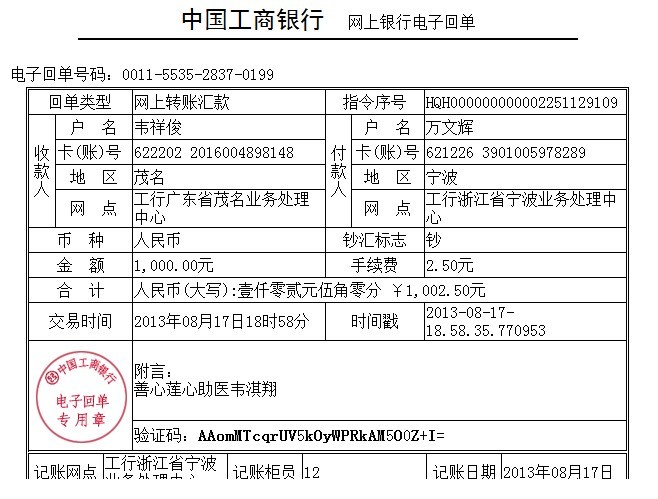 中国工商银行 网上银行电子回单
电子回单号码：0011-5535-2837-0199
回单类型 网上转账汇款 指令序号 HQH000000000002251129109
收款人 户 名 韦祥俊 付款人 户 名 万文辉
卡(账)号 622202 2016004898148 卡(账)号 621226 3901005978289
地 区 茂名 地 区 宁波
网 点 工行广东省茂名业务处理中心 网 点 工行浙江省宁波业务处理中心
币 种 人民币 钞汇标志 钞
金 额 1,000.00元 手续费 2.50元
合 计 人民币(大写):壹仟零贰元伍角零分 ￥1,002.50元
交易时间 2013年08月17日18时58分 时间戳 2013-08-17-18.58.35.770953
中国工商银行
电子回单
专用章
附言：
善心莲心助医韦淇翔
验证码：AAomMTcqrUV5kOyWPRkAM5O0Z+I=
记账网点 工行浙江省宁波业务处理中 记账柜员 12 记账日期 2013年08月17日